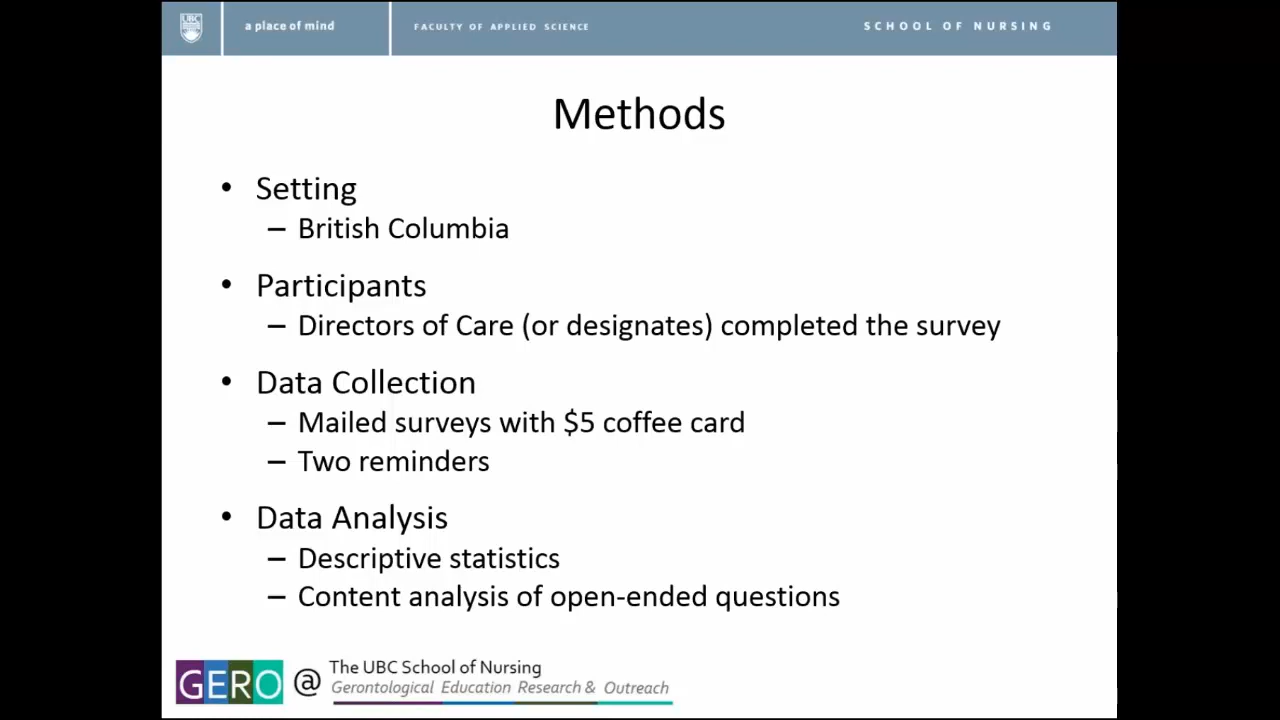 UBC
a place of mind
FACULTY OF APPLIED SCIENCE
SCHOOL OF NURSING
Methods
• Setting
– British Columbia
• Participants
– Directors of Care (or designates) completed the survey
• Data Collection
– Mailed surveys with $5 coffee card
– Two reminders
• Data Analysis
– Descriptive statistics
– Content analysis of open-ended questions
GERO @ The UBC School of Nursing
Gerontological Education Research & Outreach